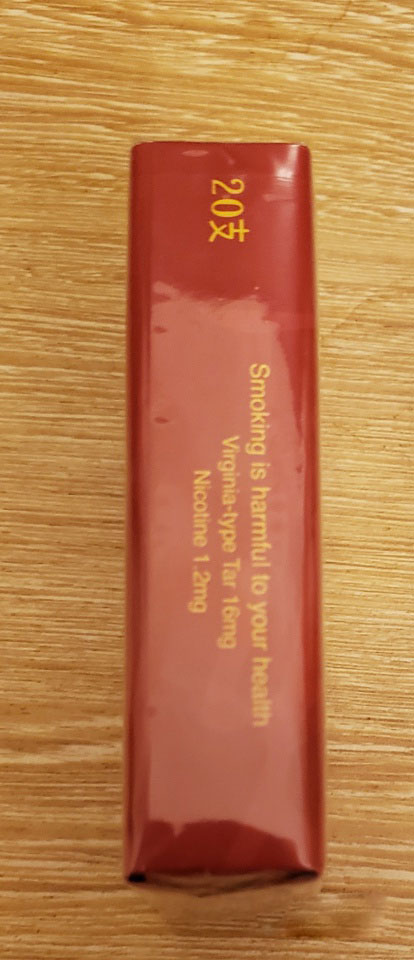 20支
Smoking is harmful to your health
Virginia-type Tar 16mg
Nicotine 1.2mg